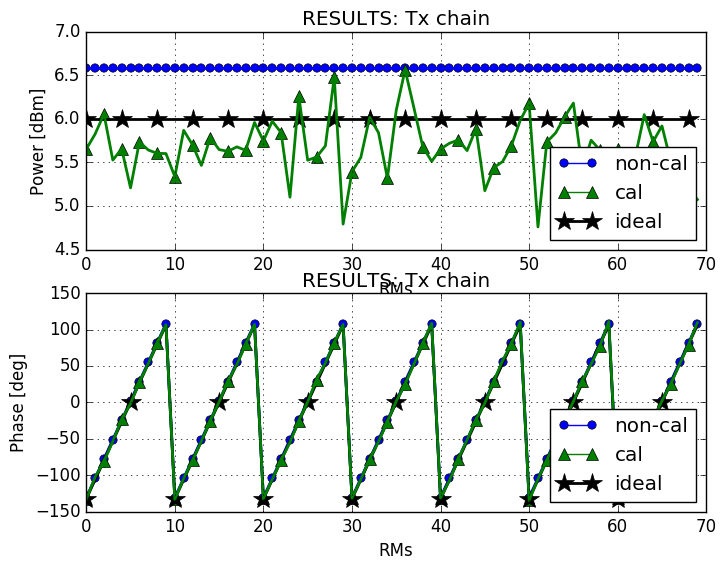 RESULTS: Tx chain
Power [dBm]
7.0
6.5
6.0
5.5
5.0
4.5
non-cal
cal
ideal
0 10 20 30 40 50 60 70
RMs
RESULTS: Tx chain
Phase [deg]
150
100
50
0
−50
−100
−150
non-cal
cal
ideal
0 10 20 30 40 50 60 70
RMs